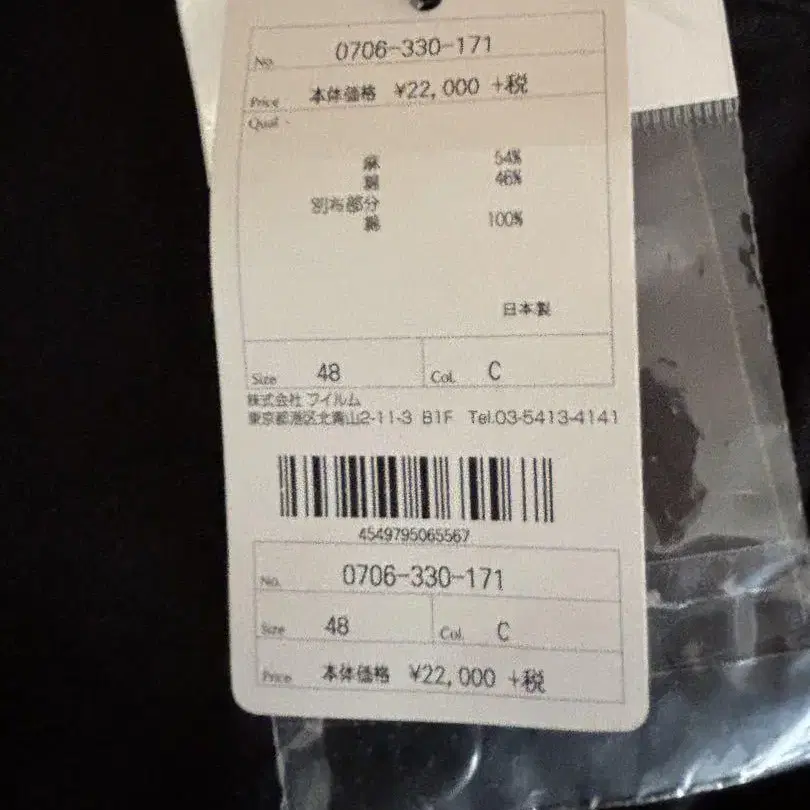 No. 0706-330-171
Price 本体価格 ¥22,000 +税
Qual
麻 54%
綿 46%
別布部分
綿 100%
日本製
Size 48 Col. C
株式会社 フイルム
東京都港区北青山2-11-3 B1F Tel.03-5413-4141
4549795065567
No. 0706-330-171
Size 48 Col. C
Price 本体価格 ¥22,000 +税